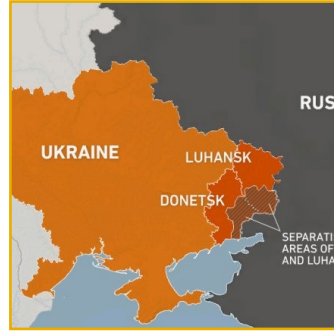 RUS
UKRAINE
LUHANSK
DONETSK
SEPARATI
AREAS OF
AND LUHA